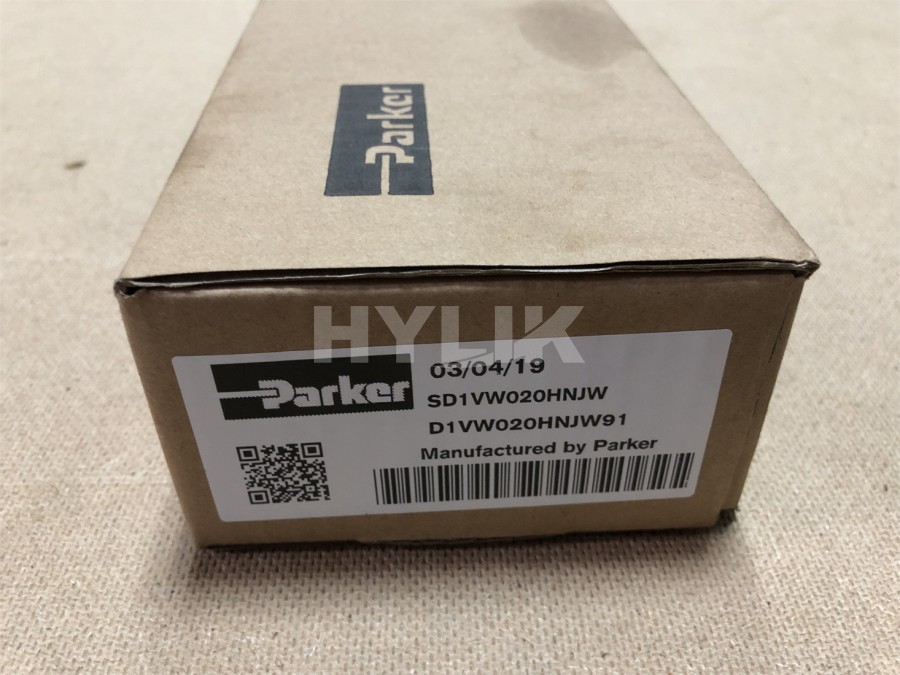 Parker
HYLIK
Parker
03/04/19
SD1VW020HNJW
D1VW020HNJW91
Manufactured by Parker